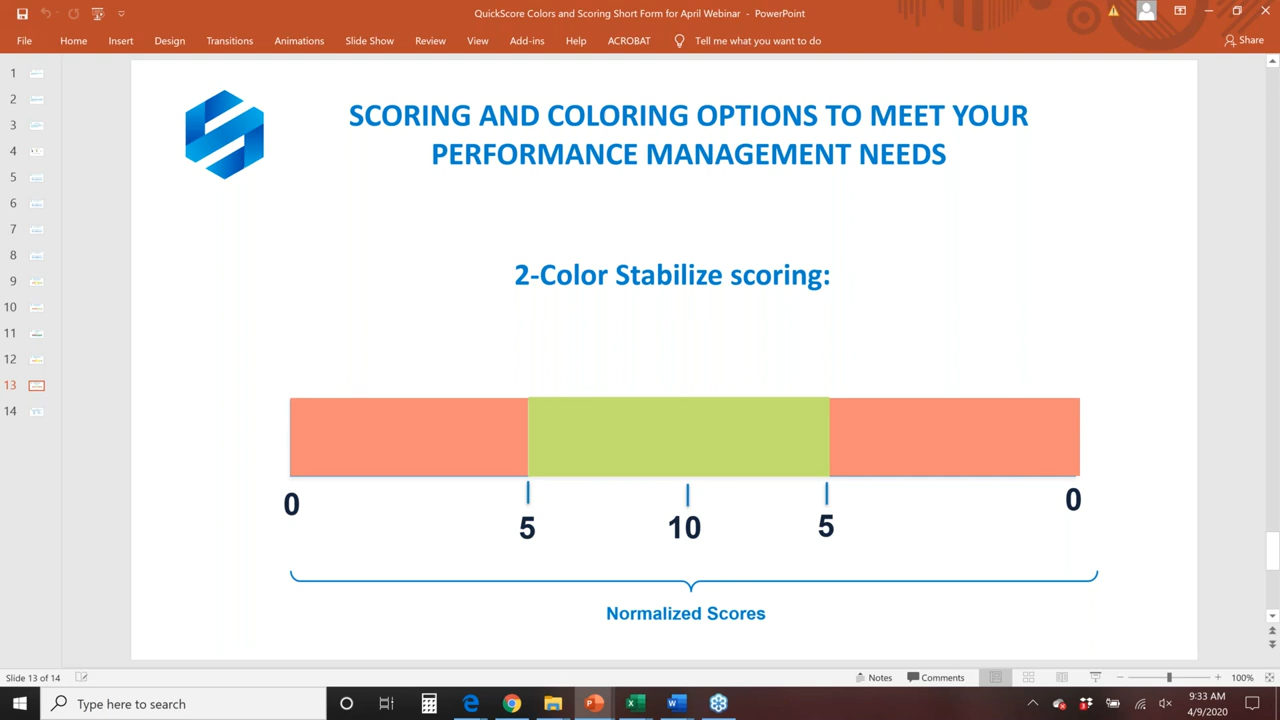 QuickScore Colors and Scoring Short Form for April Webinar - PowerPoint
File Home Insert Design Transitions Animations Slide Show Review View Add-ins Help ACROBAT Tell me what you want to do Share
1
2
3
4
5
6
7
8
9
10
11
12
13
14
SCORING AND COLORING OPTIONS TO MEET YOUR
PERFORMANCE MANAGEMENT NEEDS
2-Color Stabilize scoring:
0 5 10 5 0
Normalized Scores
Slide 13 of 14 Notes Comments 100%
Type here to search
9:33 AM
4/9/2020